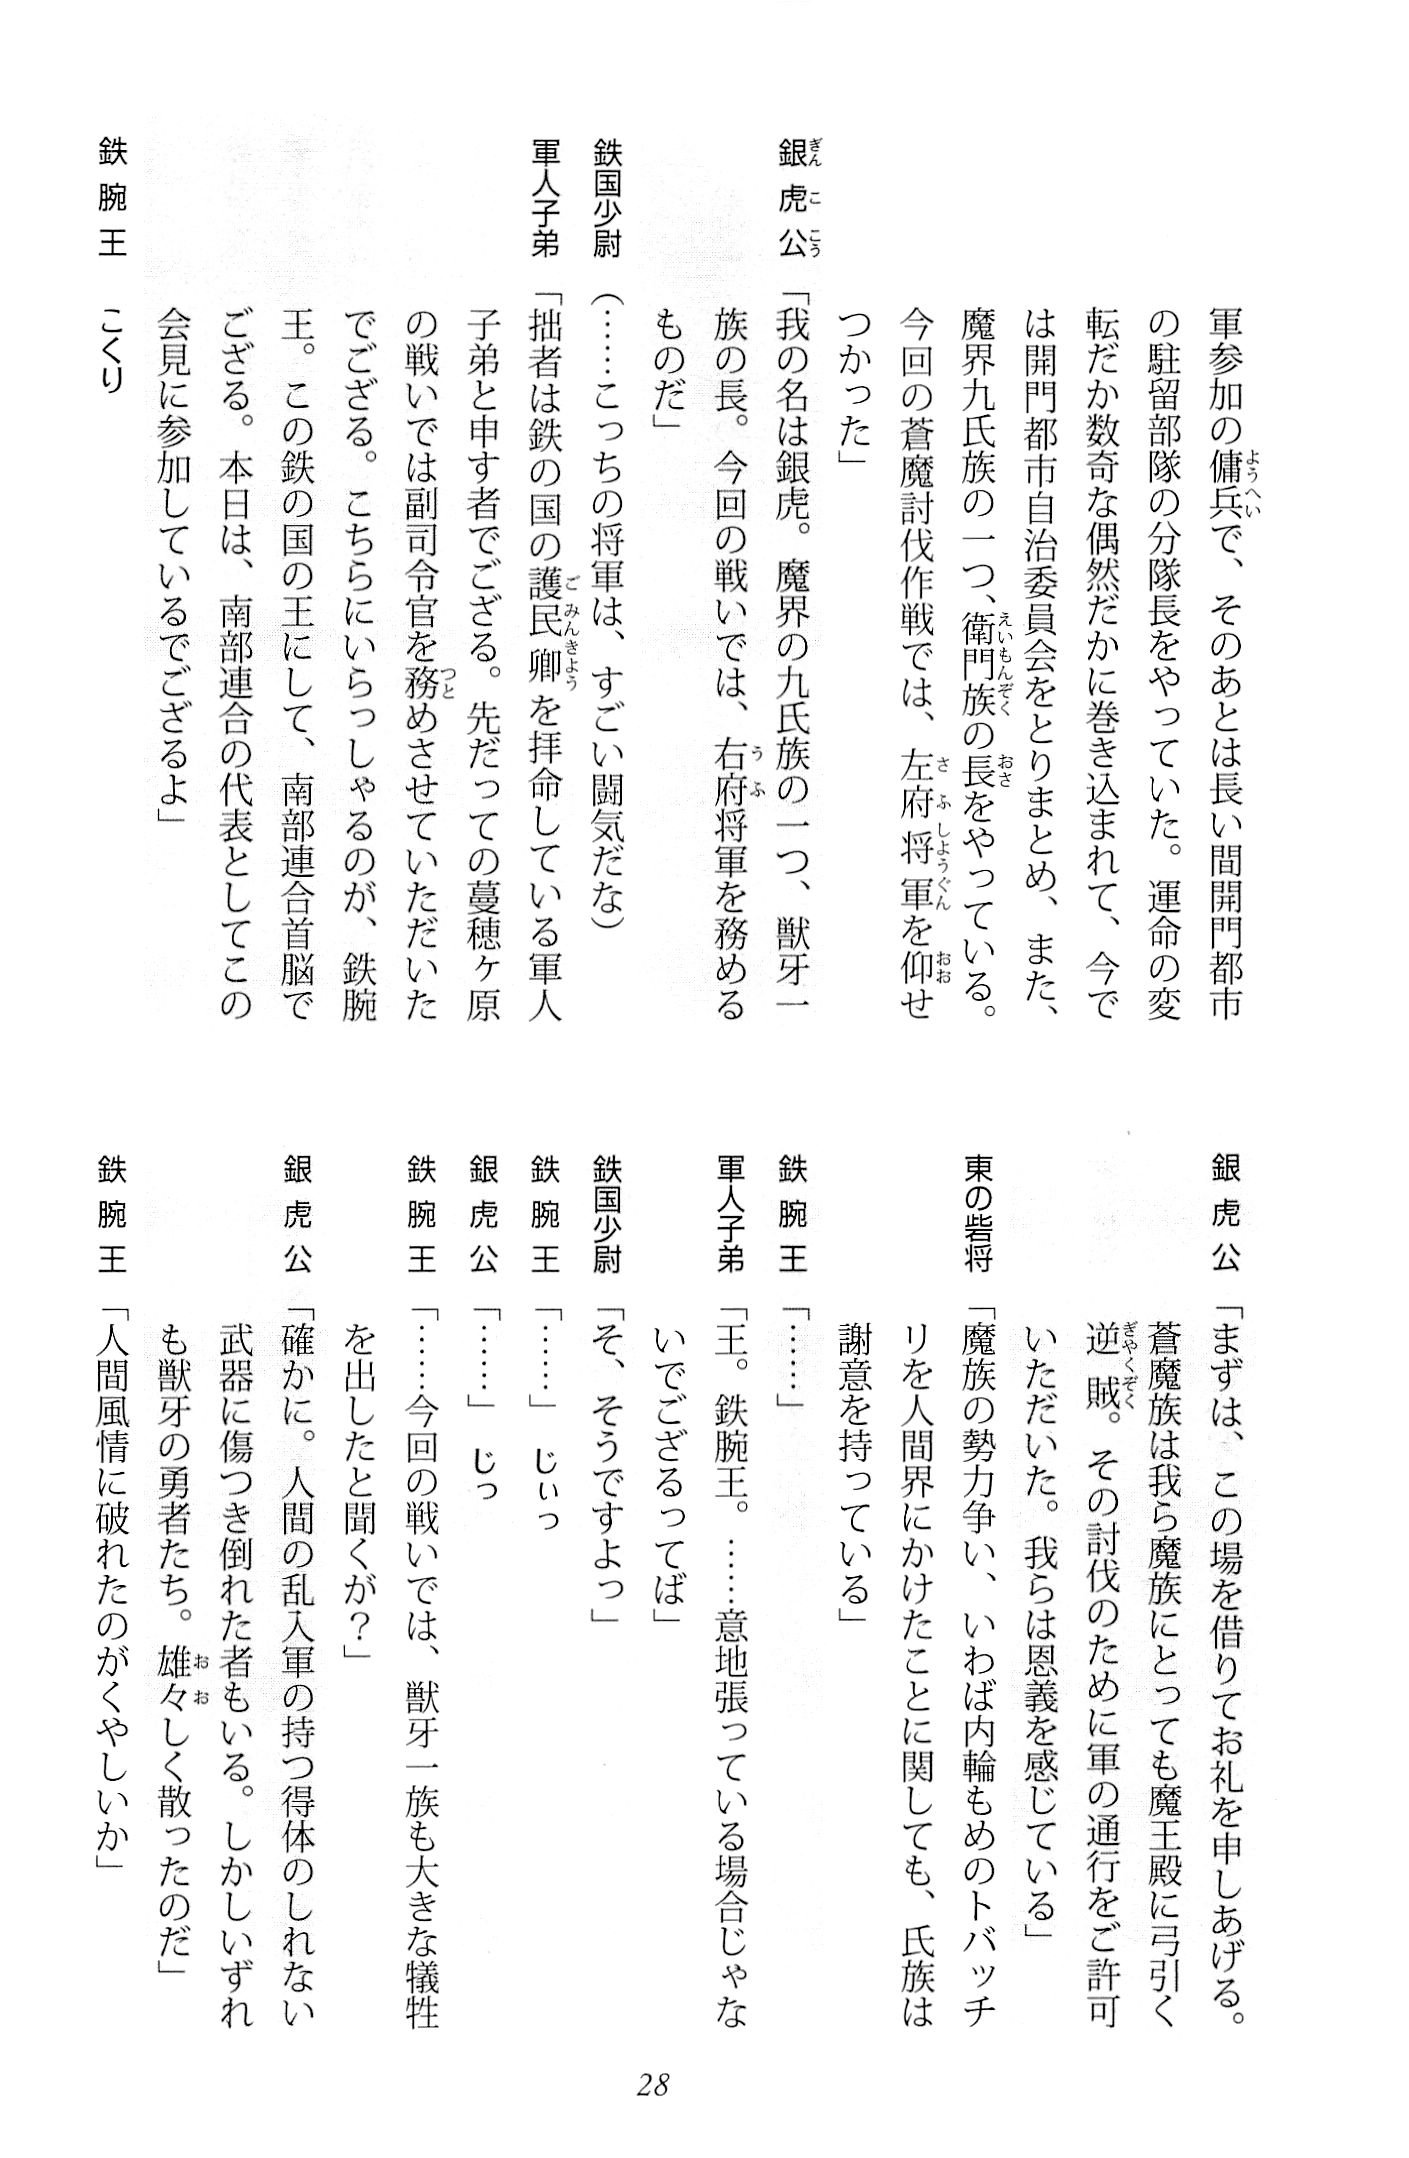 軍参加の傭兵で、そのあとは長い間開門都市
の駐留部隊の分隊長をやっていた。運命の変
転だか数奇な偶然だかに巻き込まれて、今で
は開門都市自治委員会をとりまとめ、また、
魔界九氏族の一つ、衛門族の長をやっている。
今回の蒼魔討伐作戦では、左府将軍を仰せ
つかった」
銀虎公「我の名は銀虎。魔界の九氏族の一つ、獣牙一
族の長。今回の戦いでは、右府将軍を務める
ものだ」
鉄国少尉（……こっちの将軍は、すごい闘気だな）
軍人子弟「拙者は鉄の国の護民卿を拝命している軍人
子弟と申す者でござる。先だっての蔓穂ヶ原
の戦いでは副司令官を務めさせていただいた
でござる。こちらにいらっしゃるのが、鉄腕
王。この鉄の国の王にして、南部連合首脳で
ござる。本日は、南部連合の代表としてこの
会見に参加しているでござるよ」
鉄腕王　こくり
銀虎公「まずは、この場を借りてお礼を申しあげる。
蒼魔族は我ら魔族にとっても魔王殿に弓引く
逆賊。その討伐のために軍の通行をご許可
いただいた。我らは恩義を感じている」
東の砦将「魔族の勢力争い、いわば内輪もめのトバッチ
リを人間界にかけたことに関しても、氏族は
謝意を持っている」
鉄腕王「……」
軍人子弟「王。鉄腕王。……意地張っている場合じゃな
いでござるってば」
鉄国少尉「そ、そうですよっ」
鉄腕王「……」　じぃっ
銀虎公「……」　じっ
鉄腕王「……今回の戦いでは、獣牙一族も大きな犠牲
を出したと聞くが？」
銀虎公「確かに。人間の乱入軍の持つ得体のしれない
武器に傷つき倒れた者もいる。しかしいずれ
も獣牙の勇者たち。雄々しく散ったのだ」
鉄腕王「人間風情に破れたのがくやしいか」
28